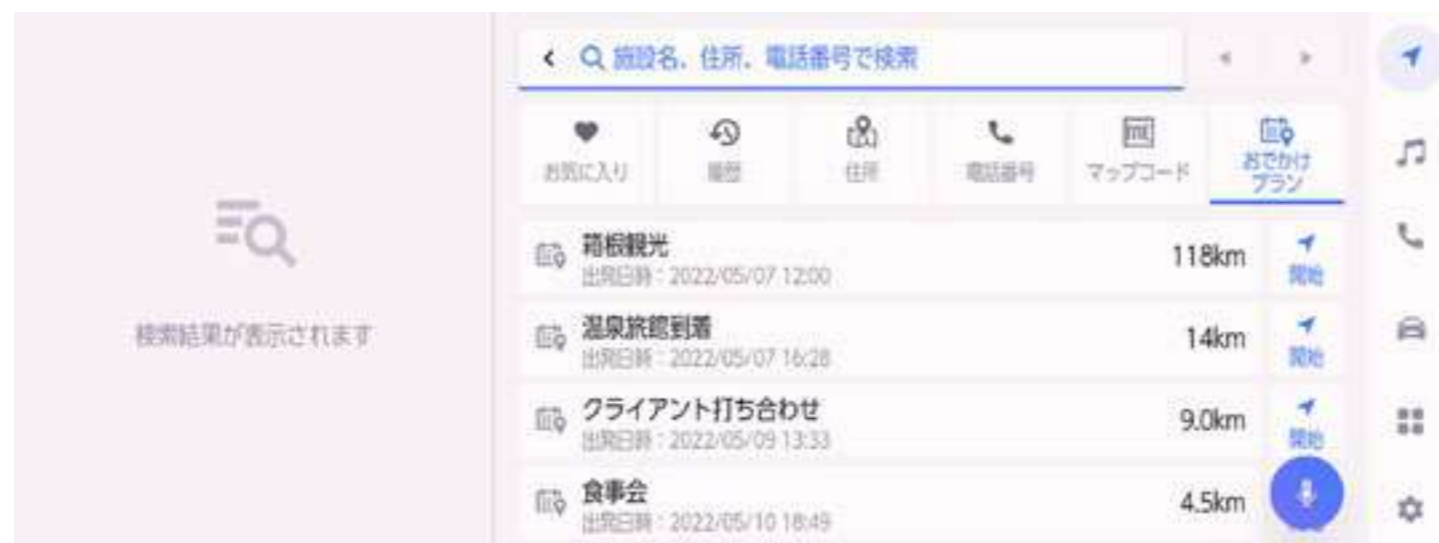 施設名、住所、電話番号で検索
お気に入り
履歴
住所
電話番号
マップコード
おでかけ
プラン
検索結果が表示されます
箱根観光
118km
開始
出発日時：2022/05/07 12:00
温泉旅館到着
14km
開始
出発日時：2022/05/07 16:28
クライアント打ち合わせ
9.0km
開始
出発日時：2022/05/09 13:33
食事会
4.5km
出発日時：2022/05/10 18:49